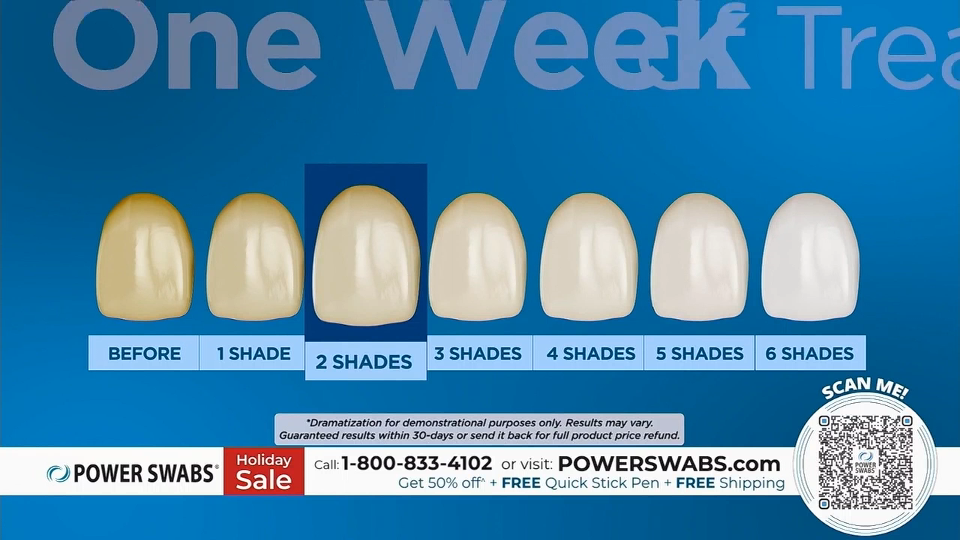 One Week of Trea
BEFORE
1 SHADE
2 SHADES
3 SHADES
4 SHADES
5 SHADES
6 SHADES
SCAN ME!
*Dramatization for demonstrational purposes only. Results may vary.
Guaranteed results within 30-days or send it back for full product price refund.
POWER SWABS®
Holiday
Sale
Call: 1-800-833-4102 or visit: POWERSWABS.com
Get 50% off^ + FREE Quick Stick Pen + FREE Shipping
POWER
SWABS